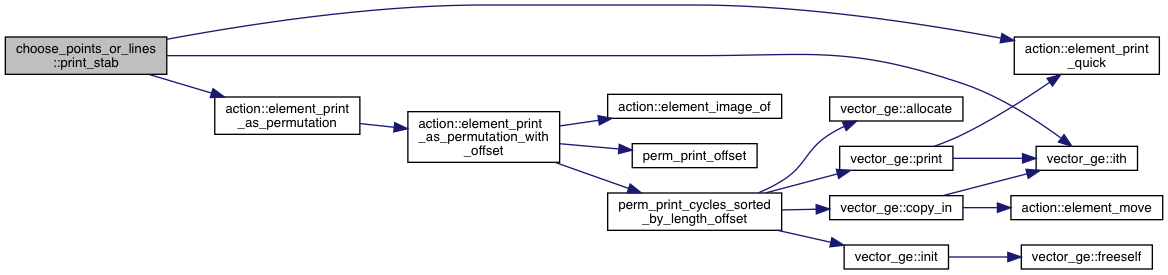 choose_points_or_lines
::print_stab
action::element_print
_as_permutation
action::element_print
_as_permutation_with
_offset
action::element_image_of
perm_print_offset
perm_print_cycles_sorted
_by_length_offset
vector_ge::allocate
vector_ge::print
vector_ge::copy_in
vector_ge::init
action::element_print
_quick
vector_ge::ith
action::element_move
vector_ge::freeself